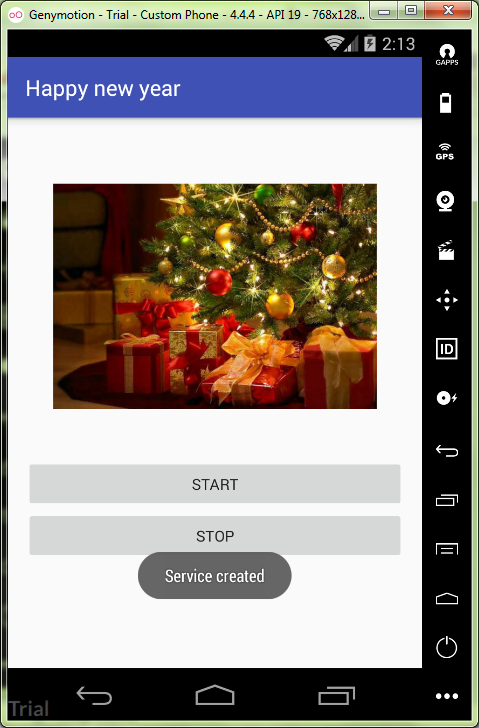 Genymotion - Trial - Custom Phone - 4.4.4 - API 19 - 768x128...
2:13
GAPPS
Happy new year
GPS
ID
START
STOP
Service created
Trial